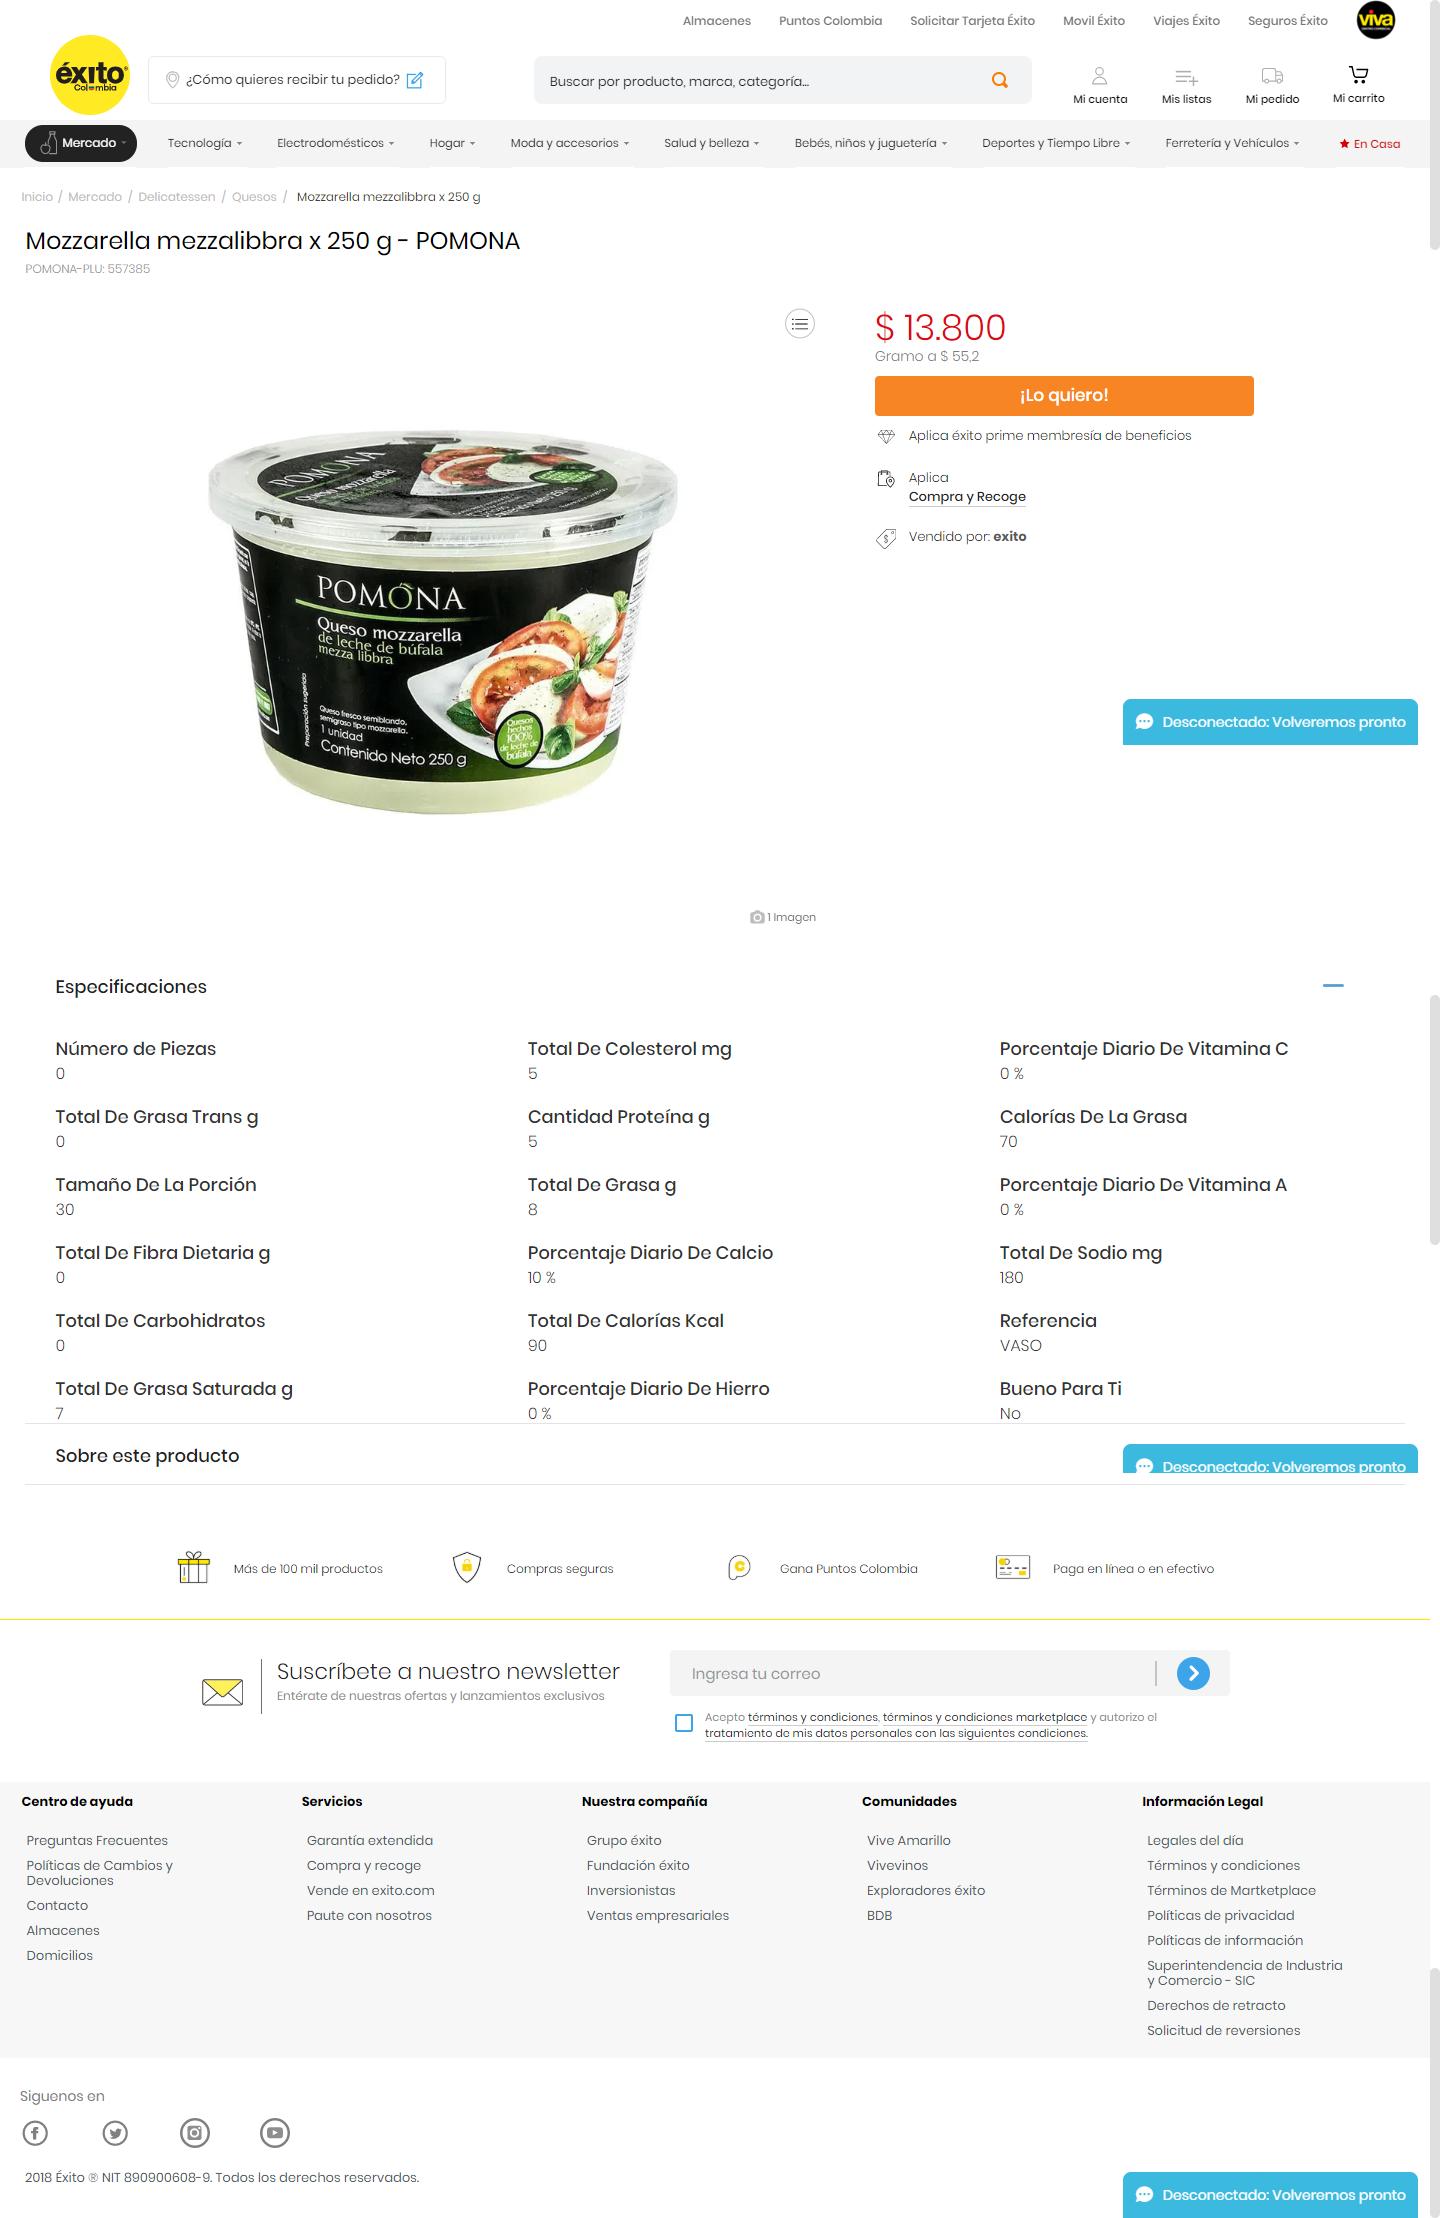 Almacenes Puntos Colombia Solicitar Tarjeta Éxito Movil Éxito Viajes Éxito Seguros Éxito viva
éxito
Colombia
¿Cómo quieres recibir tu pedido?
Buscar por producto, marca, categoría...
Mi cuenta Mis listas Mi pedido Mi carrito
Mercado Tecnología Electrodomésticos Hogar Moda y accesorios Salud y belleza Bebés, niños y juguetería Deportes y Tiempo Libre Ferretería y Vehículos En Casa
Inicio / Mercado / Delicatessen / Quesos / Mozzarella mezzalibbra x 250 g
Mozzarella mezzalibbra x 250 g - POMONA
POMONA-PLU: 557385
$ 13.800
Gramo a $ 55,2
¡Lo quiero!
Aplica éxito prime membresía de beneficios
Aplica
Compra y Recoge
Vendido por: exito
POMONA
Queso mozzarella
POMONA
Queso mozzarella
de leche de búfala
mezza libbra
Preparación sugerida
Queso fresco semiblando,
semigraso tipo mozzarella.
1 unidad
Contenido Neto 250 g
Quesos
hechos
100%
de leche de
búfala
Desconectado: Volveremos pronto
1 Imagen
Especificaciones
Número de Piezas
0
Total De Colesterol mg
5
Porcentaje Diario De Vitamina C
0 %
Total De Grasa Trans g
0
Cantidad Proteína g
5
Calorías De La Grasa
70
Tamaño De La Porción
30
Total De Grasa g
8
Porcentaje Diario De Vitamina A
0 %
Total De Fibra Dietaria g
0
Porcentaje Diario De Calcio
10 %
Total De Sodio mg
180
Total De Carbohidratos
0
Total De Calorías Kcal
90
Referencia
VASO
Total De Grasa Saturada g
7
Porcentaje Diario De Hierro
0 %
Bueno Para Ti
No
Sobre este producto
Desconectado: Volveremos pronto
Más de 100 mil productos
Compras seguras
Gana Puntos Colombia
Paga en línea o en efectivo
Suscríbete a nuestro newsletter
Entérate de nuestras ofertas y lanzamientos exclusivos
Ingresa tu correo
Acepto términos y condiciones, términos y condiciones marketplace y autorizo el
tratamiento de mis datos personales con las siguientes condiciones.
Centro de ayuda
Preguntas Frecuentes
Políticas de Cambios y
Devoluciones
Contacto
Almacenes
Domicilios
Servicios
Garantía extendida
Compra y recoge
Vende en exito.com
Paute con nosotros
Nuestra compañía
Grupo éxito
Fundación éxito
Inversionistas
Ventas empresariales
Comunidades
Vive Amarillo
Vivevinos
Exploradores éxito
BDB
Información Legal
Legales del día
Términos y condiciones
Términos de Martketplace
Políticas de privacidad
Políticas de información
Superintendencia de Industria
y Comercio - SIC
Derechos de retracto
Solicitud de reversiones
Siguenos en
2018 Éxito ® NIT 890900608-9. Todos los derechos reservados.
Desconectado: Volveremos pronto